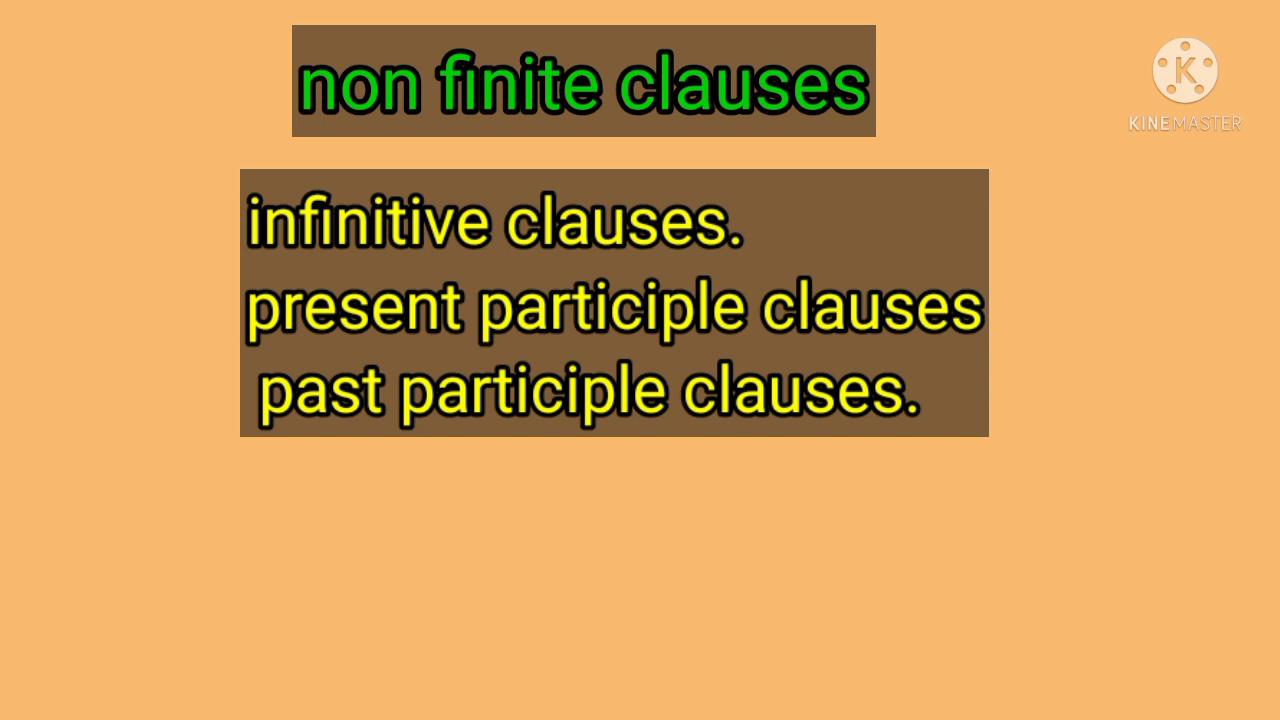 non finite clauses
KINEMASTER
infinitive clauses.
present participle clauses
past participle clauses.